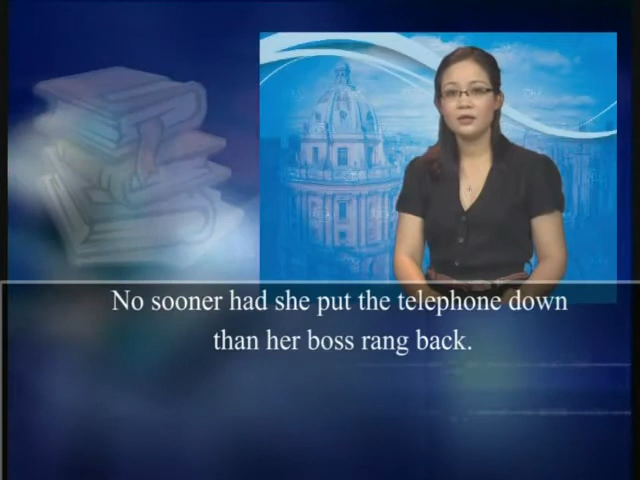 No sooner had she put the telephone down
than her boss rang back.